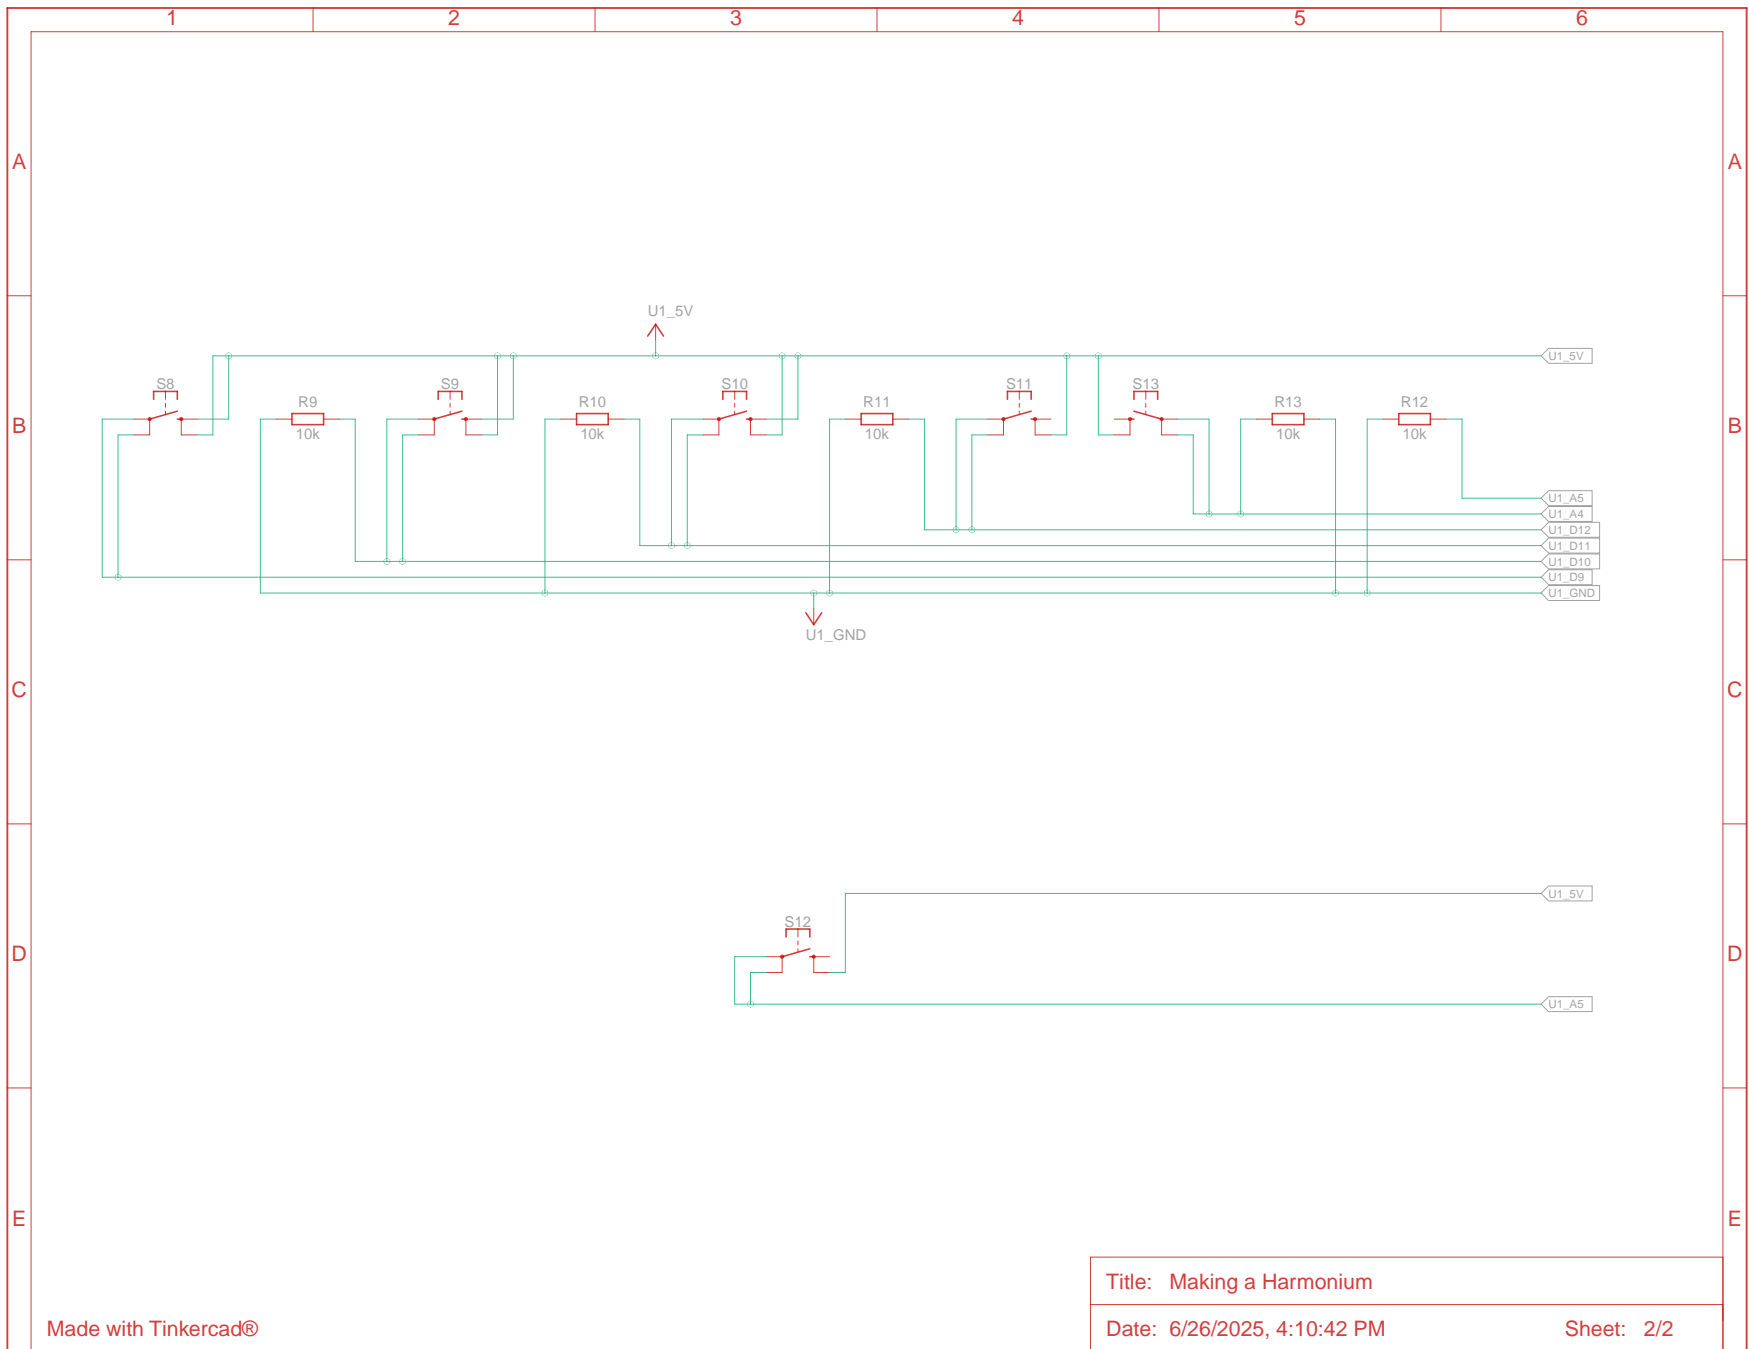 1 2 3 4 5 6
A A
U1_5V
U1_5V
S8 S9 S10 S11 S13
R9 R10 R11 R13 R12
B B
10k 10k 10k 10k 10k
U1_A5
U1_A4
U1_D12
U1_D11
U1_D10
U1_D9
U1_GND
U1_GND
C C
U1_5V
S12
D D
U1_A5
E E
Title: Making a Harmonium
Made with Tinkercad®
Date: 6/26/2025, 4:10:42 PM Sheet: 2/2